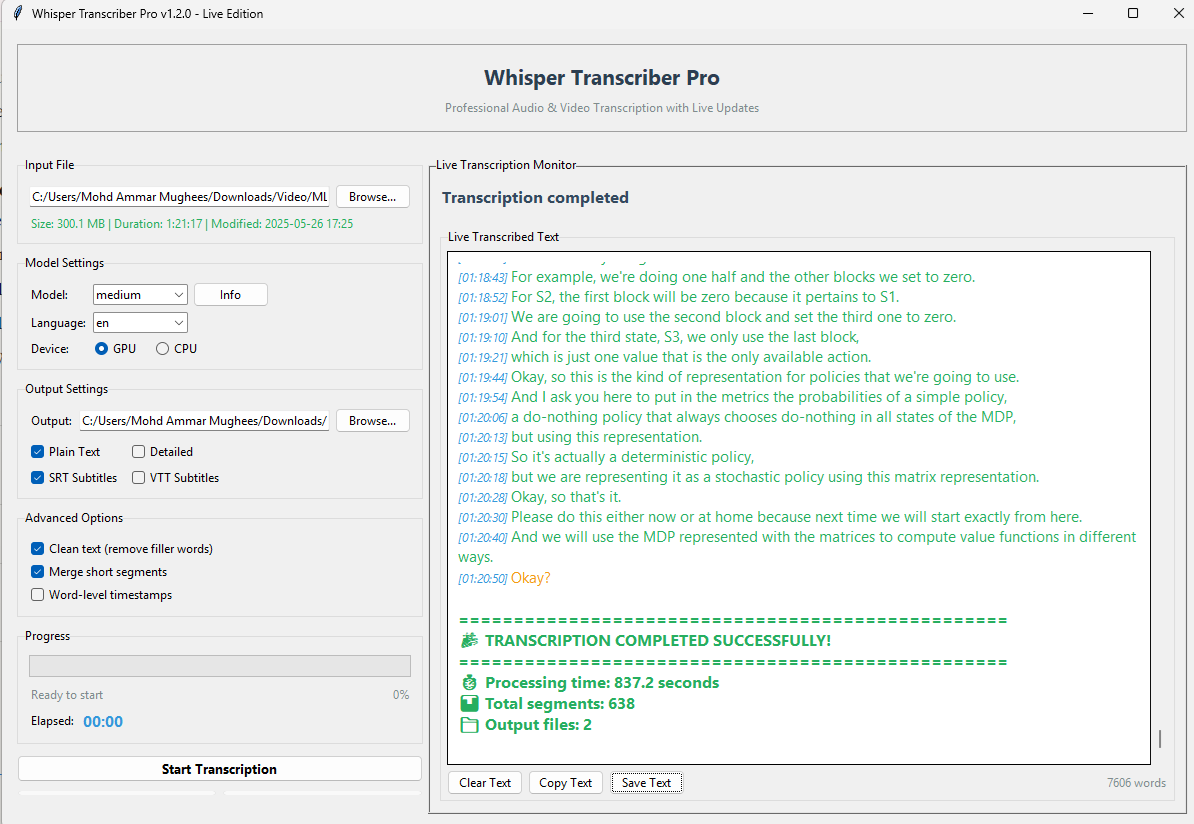 Whisper Transcriber Pro v1.2.0 - Live Edition
Whisper Transcriber Pro
Professional Audio & Video Transcription with Live Updates
Input File
C:/Users/Mohd Ammar Mughees/Downloads/Video/ML
Browse...
Size: 300.1 MB | Duration: 1:21:17 | Modified: 2025-05-26 17:25
Model Settings
Model: medium Info
Language: en
Device: GPU CPU
Output Settings
Output: C:/Users/Mohd Ammar Mughees/Downloads/ Browse...
Plain Text Detailed
SRT Subtitles VTT Subtitles
Advanced Options
Clean text (remove filler words)
Merge short segments
Word-level timestamps
Progress
Ready to start 0%
Elapsed: 00:00
Start Transcription
Live Transcription Monitor
Transcription completed
Live Transcribed Text
[01:18:43] For example, we're doing one half and the other blocks we set to zero.
[01:18:52] For S2, the first block will be zero because it pertains to S1.
[01:19:01] We are going to use the second block and set the third one to zero.
[01:19:10] And for the third state, S3, we only use the last block,
[01:19:21] which is just one value that is the only available action.
[01:19:44] Okay, so this is the kind of representation for policies that we're going to use.
[01:19:54] And I ask you here to put in the metrics the probabilities of a simple policy,
[01:20:06] a do-nothing policy that always chooses do-nothing in all states of the MDP,
[01:20:13] but using this representation.
[01:20:15] So it's actually a deterministic policy,
[01:20:18] but we are representing it as a stochastic policy using this matrix representation.
[01:20:28] Okay, so that's it.
[01:20:30] Please do this either now or at home because next time we will start exactly from here.
[01:20:40] And we will use the MDP represented with the matrices to compute value functions in different
ways.
[01:20:50] Okay?
==================================================
🎉 TRANSCRIPTION COMPLETED SUCCESSFULLY!
==================================================
⏱ Processing time: 837.2 seconds
Total segments: 638
📁 Output files: 2
Clear Text Copy Text Save Text 7606 words